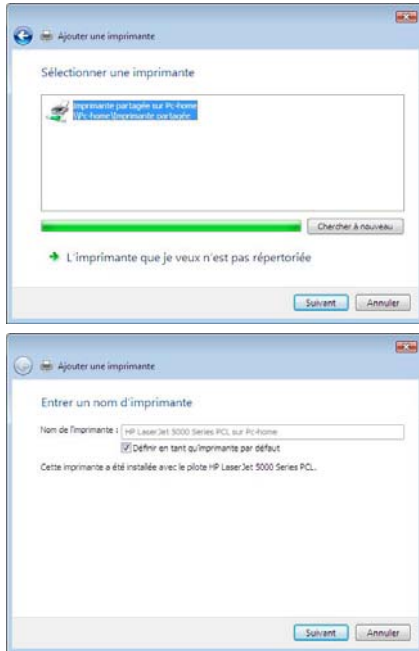 Ajouter une imprimante
Sélectionner une imprimante
Imprimante partagée sur Pc-home
\\Pc-home\Imprimante partagée
Chercher à nouveau
L'imprimante que je veux n'est pas répertoriée
Suivant
Annuler
Ajouter une imprimante
Entrer un nom d'imprimante
Nom de l'imprimante : HP LaserJet 5000 Series PCL sur Pc-home
Définir en tant qu'imprimante par défaut
Cette imprimante a été installée avec le pilote HP LaserJet 5000 Series PCL.
Suivant
Annuler